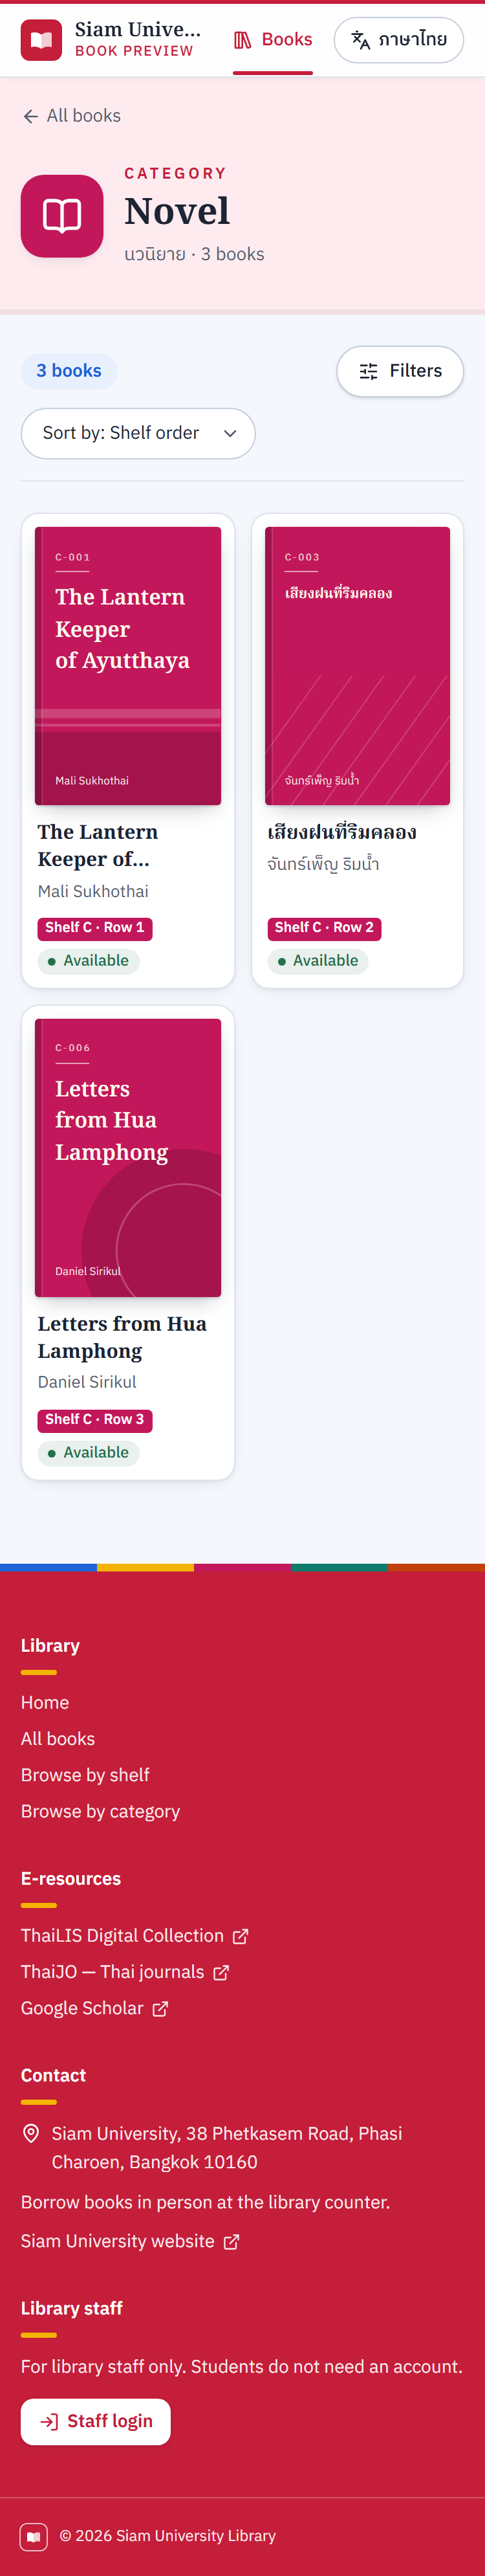 Siam Unive...
BOOK PREVIEW
Books
ภาษาไทย
All books
CATEGORY
Novel
นวนิยาย · 3 books
3 books
Filters
Sort by: Shelf order
C-001
The Lantern
Keeper
of Ayutthaya
Mali Sukhothai
The Lantern
Keeper of...
Mali Sukhothai
Shelf C · Row 1
Available
C-003
เสียงฝนที่ริมคลอง
จันทร์เพ็ญ ริมน้ำ
เสียงฝนที่ริมคลอง
จันทร์เพ็ญ ริมน้ำ
Shelf C · Row 2
Available
C-006
Letters
from Hua
Lamphong
Daniel Sirikul
Letters from Hua
Lamphong
Daniel Sirikul
Shelf C · Row 3
Available
Library
Home
All books
Browse by shelf
Browse by category
E-resources
ThaiLIS Digital Collection
ThaiJO — Thai journals
Google Scholar
Contact
Siam University, 38 Phetkasem Road, Phasi
Charoen, Bangkok 10160
Borrow books in person at the library counter.
Siam University website
Library staff
For library staff only. Students do not need an account.
Staff login
© 2026 Siam University Library